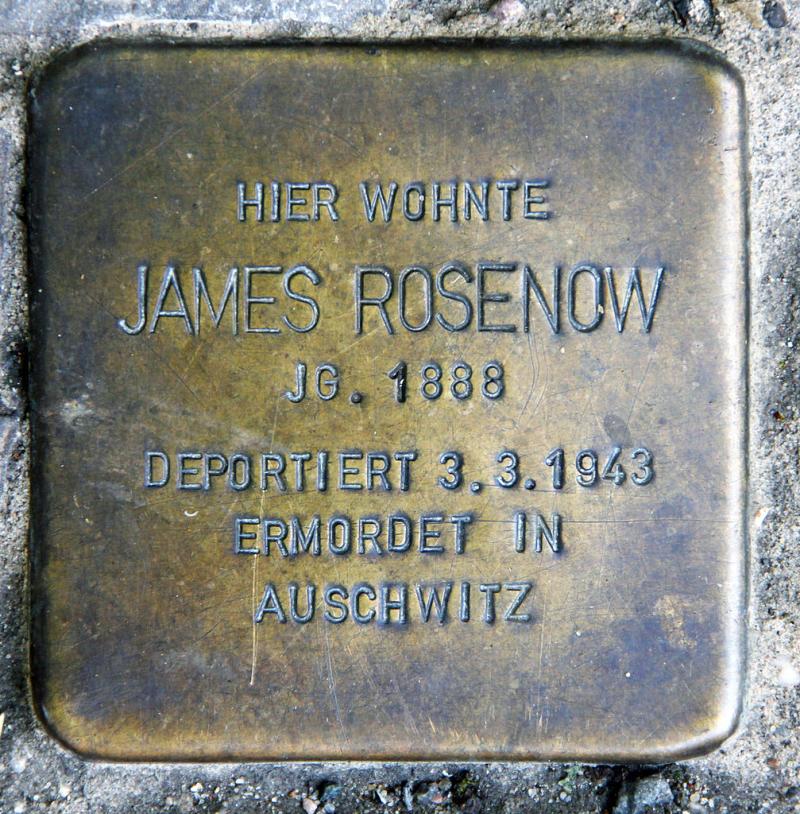 HIER WOHNTE
JAMES ROSENOW
JG. 1888
DEPORTIERT 3.3.1943
ERMORDET IN
AUSCHWITZ